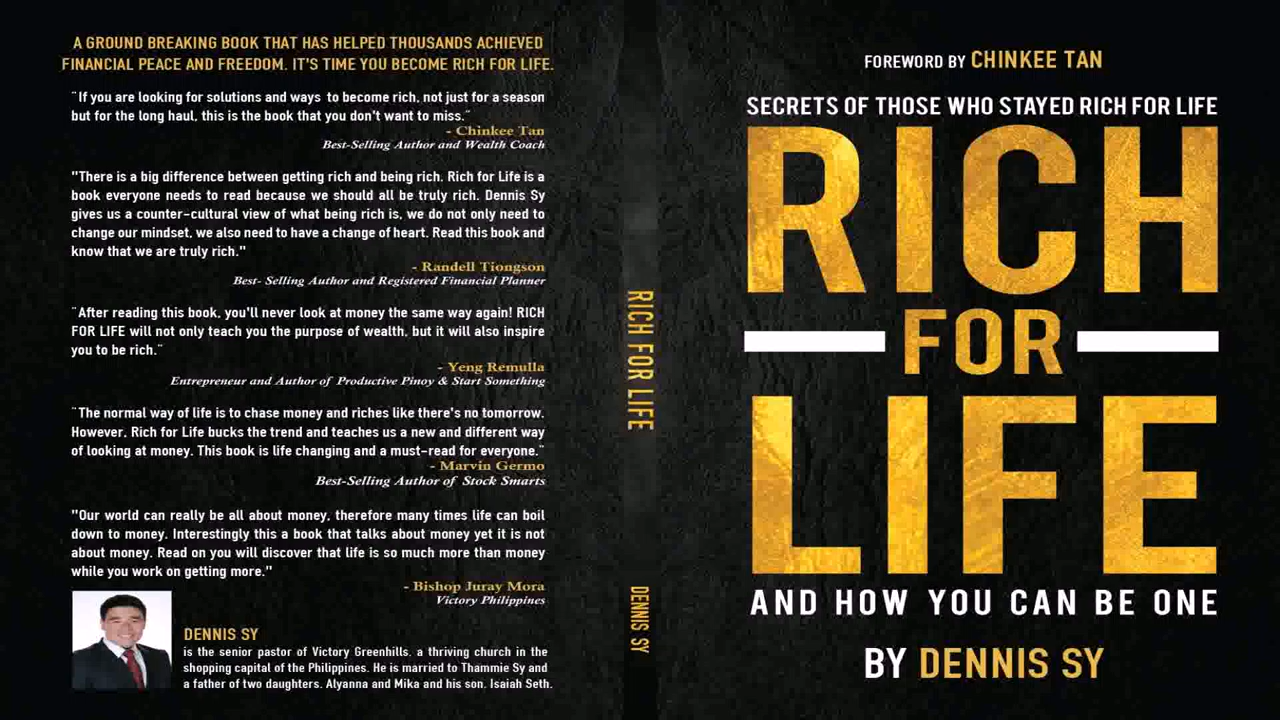 A GROUND BREAKING BOOK THAT HAS HELPED THOUSANDS ACHIEVED
FINANCIAL PEACE AND FREEDOM. IT'S TIME YOU BECOME RICH FOR LIFE.
¨If you are looking for solutions and ways to become rich, not just for a season
but for the long haul, this is the book that you don't want to miss.¨
- Chinkee Tan
Best-Selling Author and Wealth Coach
"There is a big difference between getting rich and being rich. Rich for Life is a
book everyone needs to read because we should all be truly rich. Dennis Sy
gives us a counter-cultural view of what being rich is, we do not only need to
change our mindset, we also need to have a change of heart. Read this book and
know that we are truly rich."
- Randell Tiongson
Best- Selling Author and Registered Financial Planner
¨After reading this book, you'll never look at money the same way again! RICH
FOR LIFE will not only teach you the purpose of wealth, but it will also inspire
you to be rich.¨
- Yeng Remulla
Entrepreneur and Author of Productive Pinoy & Start Something
¨The normal way of life is to chase money and riches like there's no tomorrow.
However, Rich for Life bucks the trend and teaches us a new and different way
of looking at money. This book is life changing and a must-read for everyone.¨
- Marvin Germo
Best-Selling Author of Stock Smarts
"Our world can really be all about money, therefore many times life can boil
down to money. Interestingly this a book that talks about money yet it is not
about money. Read on you will discover that life is so much more than money
while you work on getting more."
- Bishop Juray Mora
Victory Philippines
DENNIS SY
is the senior pastor of Victory Greenhills, a thriving church in the
shopping capital of the Philippines. He is married to Thammie Sy and
a father of two daughters. Alyanna and Mika and his son. Isaiah Seth.
RICH FOR LIFE
DENNIS SY
FOREWORD BY CHINKEE TAN
SECRETS OF THOSE WHO STAYED RICH FOR LIFE
RICH
FOR
LIFE
AND HOW YOU CAN BE ONE
BY DENNIS SY